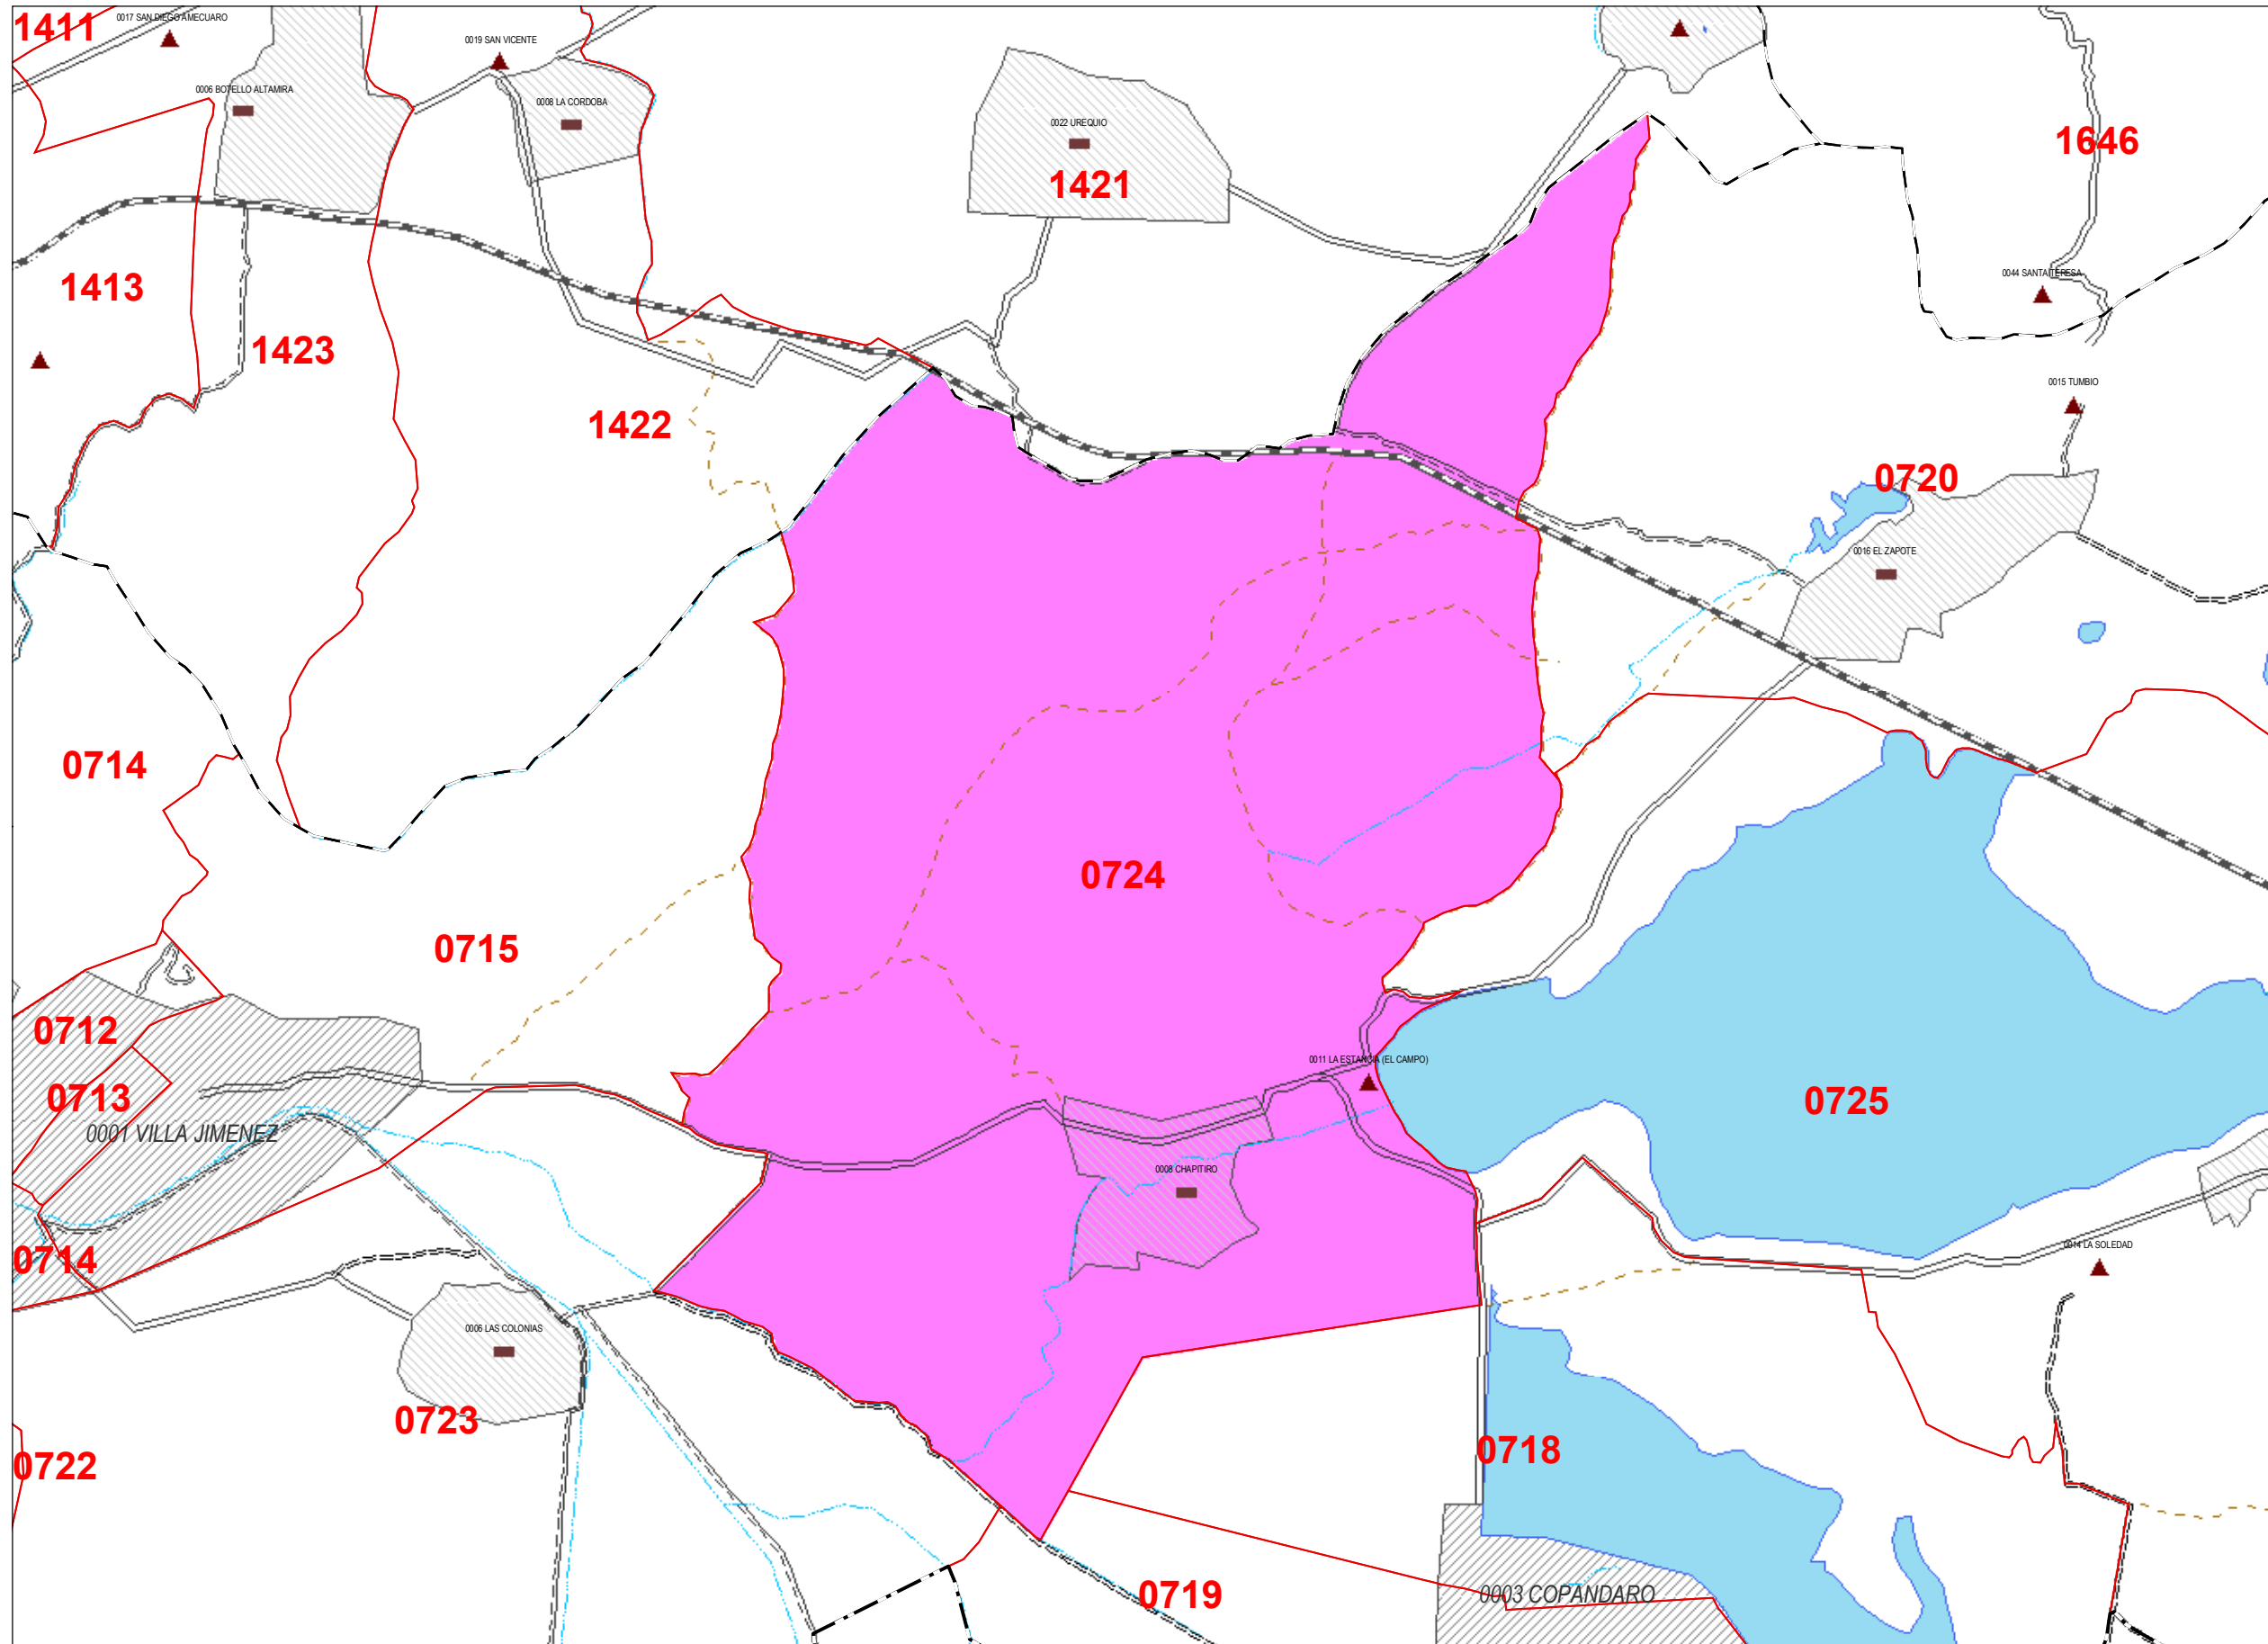 0017 SAN DIEGO AMECUARO
1411
0019 SAN VICENTE
0006 BOTELLO ALTAMIRA
0008 LA CORDOBA
0022 UREQUIO
1646
1421
0044 SANTA TERESA
1413
1423
0015 TUMBIO
1422
0720
0016 EL ZAPOTE
0714
0724
0715
0712
0011 LA ESTANCIA (EL CAMPO)
0713
0725
0001 VILLA JIMENEZ
0008 CHAPITIRO
0714
0014 LA SOLEDAD
0006 LAS COLONIAS
0723
0718
0722
0719
0003 COPANDARO